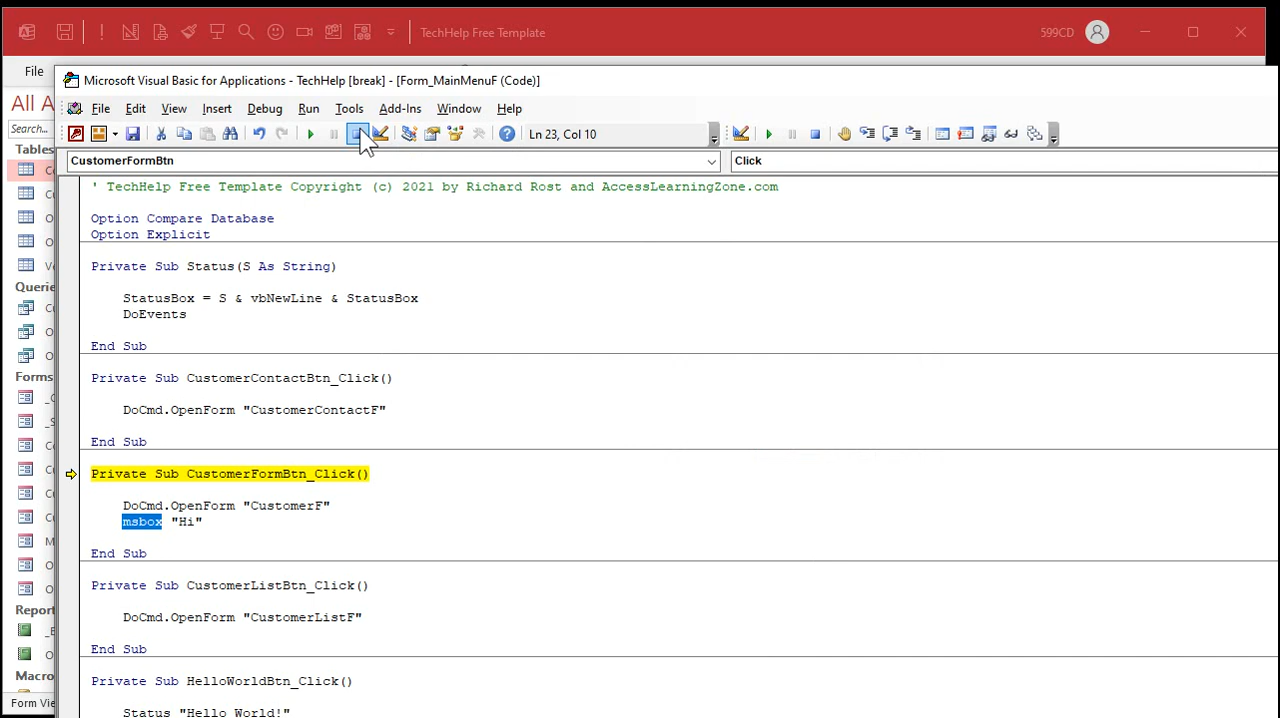 TechHelp Free Template
599CD
File
Microsoft Visual Basic for Applications - TechHelp [break] - [Form_MainMenuF (Code)]
File Edit View Insert Debug Run Tools Add-Ins Window Help
All A
Search...
Ln 23, Col 10
CustomerFormBtn
Click
Tables
' TechHelp Free Template Copyright (c) 2021 by Richard Rost and AccessLearningZone.com
Option Compare Database
Option Explicit
Private Sub Status(S As String)
Querie
StatusBox = S & vbNewLine & StatusBox
DoEvents
End Sub
Forms
Private Sub CustomerContactBtn_Click()
DoCmd.OpenForm "CustomerContactF"
End Sub
Private Sub CustomerFormBtn_Click()
DoCmd.OpenForm "CustomerF"
msbox "Hi"
End Sub
Private Sub CustomerListBtn_Click()
Report
DoCmd.OpenForm "CustomerListF"
End Sub
Macro
Private Sub HelloWorldBtn_Click()
Form Vie
Status "Hello World!"